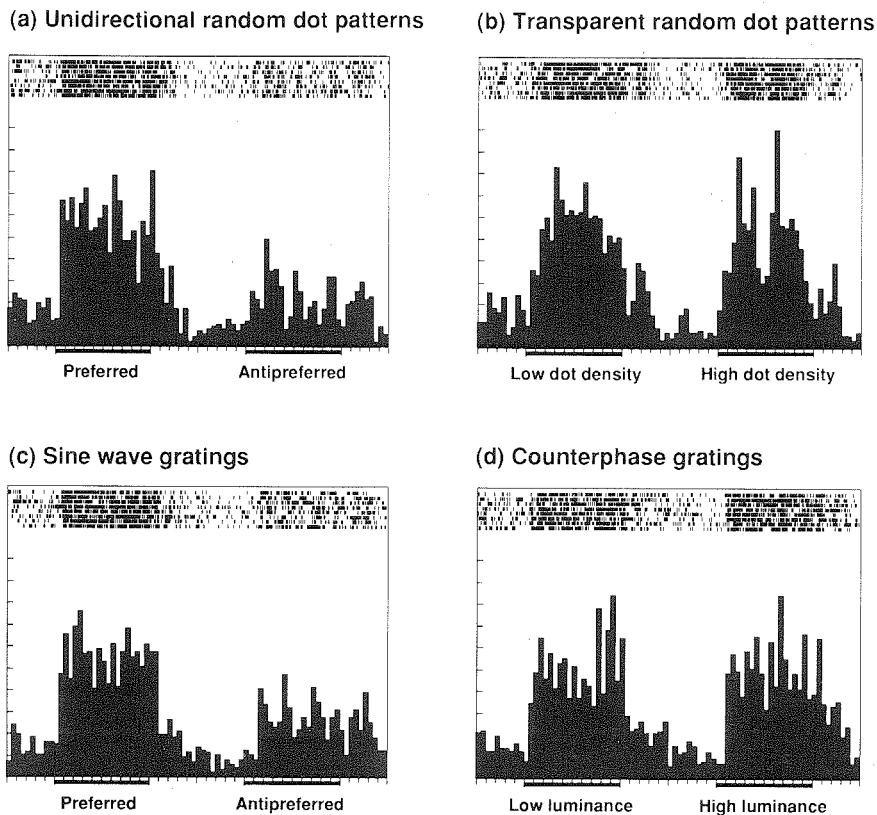 (a) Unidirectional random dot patterns
(b) Transparent random dot patterns
Preferred
Antipreferred
Low dot density
High dot density
(c) Sine wave gratings
(d) Counterphase gratings
Preferred
Antipreferred
Low luminance
High luminance